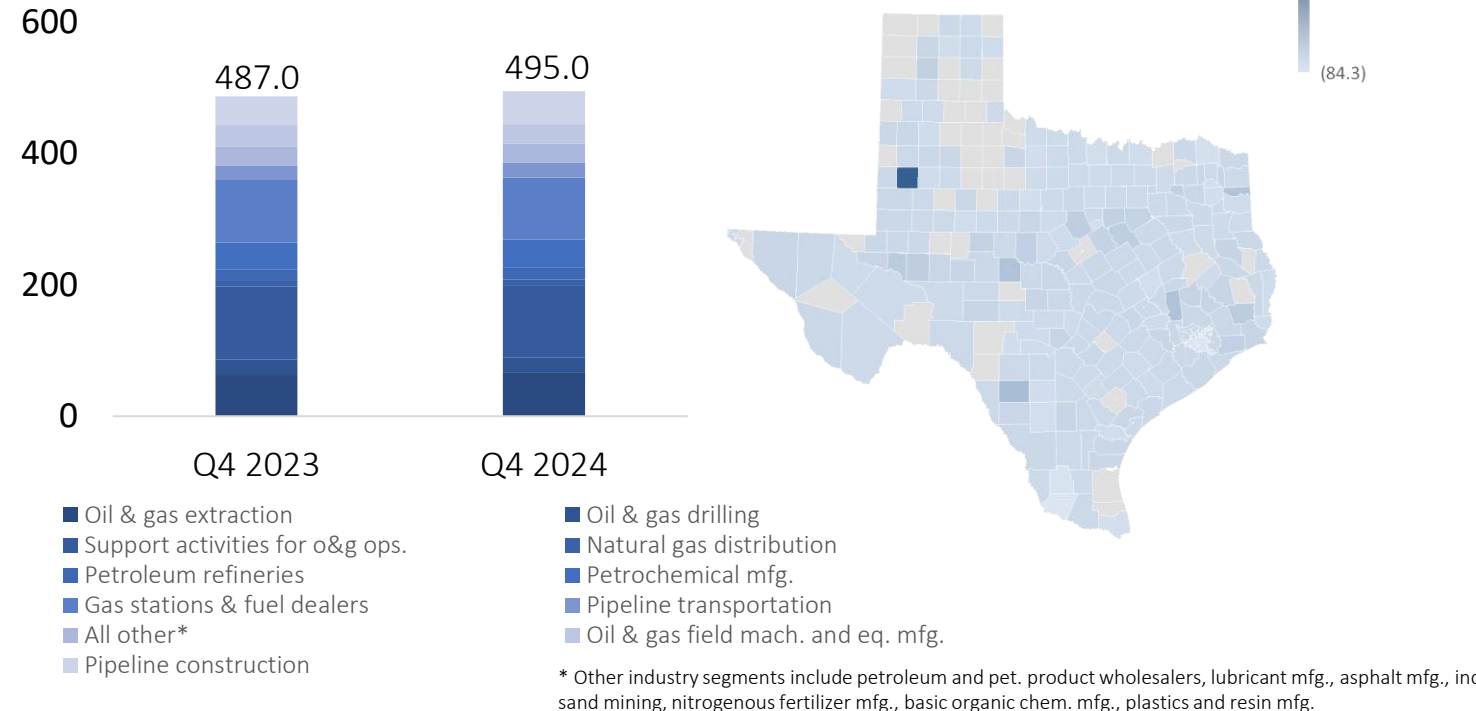 600
400
200
0
487.0
495.0
Q4 2023
Q4 2024
(84.3)
Oil & gas extraction
Oil & gas drilling
Support activities for o&g ops.
Natural gas distribution
Petroleum refineries
Petrochemical mfg.
Gas stations & fuel dealers
Pipeline transportation
All other*
Oil & gas field mach. and eq. mfg.
Pipeline construction
* Other industry segments include petroleum and pet. product wholesalers, lubricant mfg., asphalt mfg.,
sand mining, nitrogenous fertilizer mfg., basic organic chem. mfg., plastics and resin mfg.